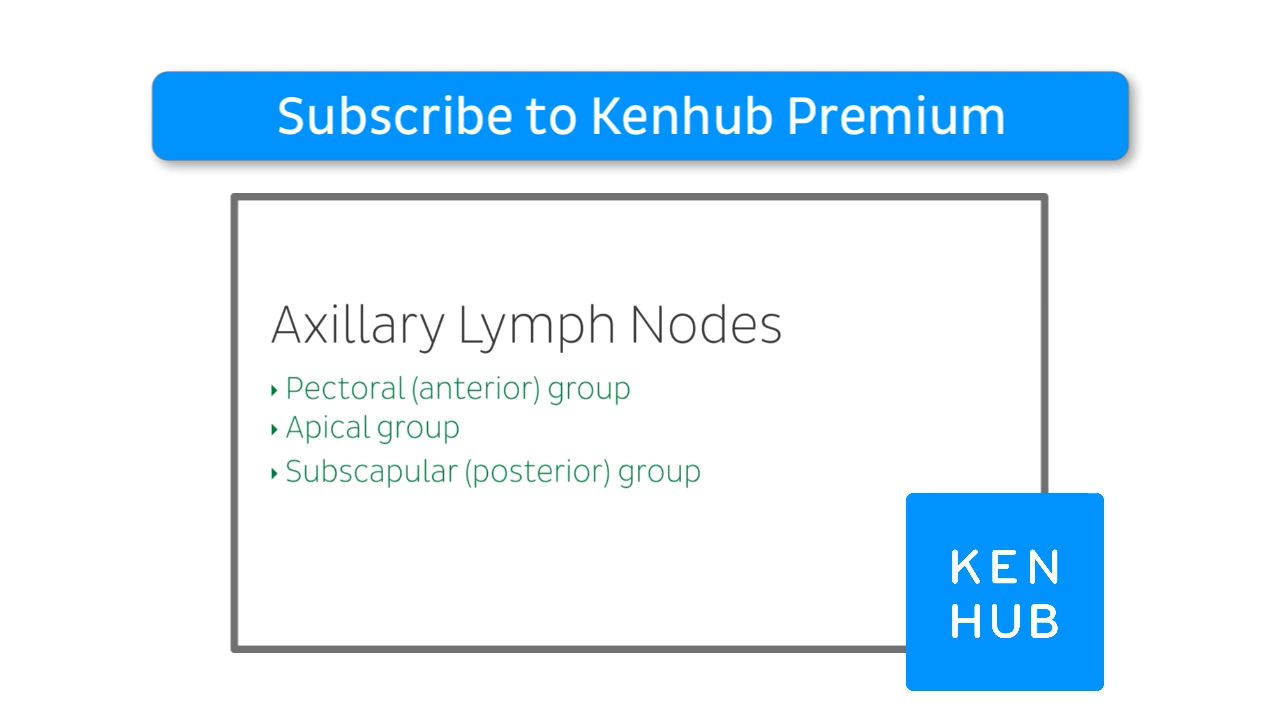 Subscribe to Kenhub Premium
Axillary Lymph Nodes
‣ Pectoral (anterior) group
‣ Apical group
‣ Subscapular (posterior) group
KEN
HUB